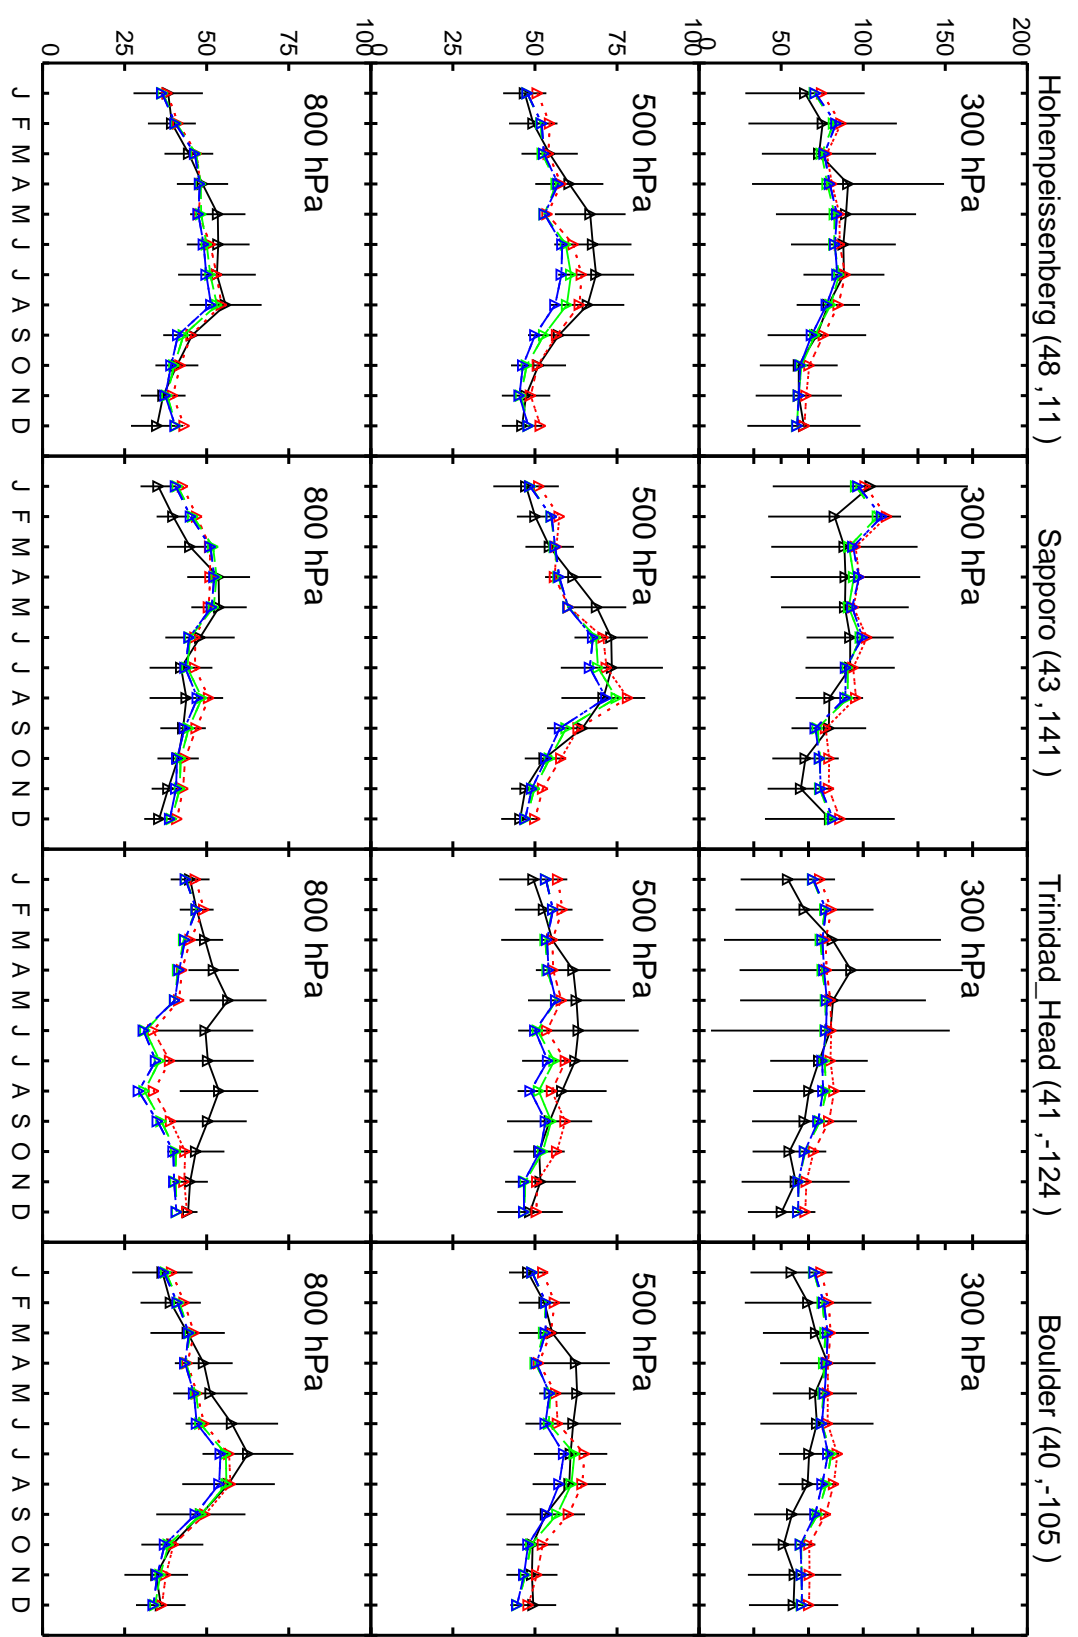 Hohenpeissenberg (48 ,11 )
Sapporo (43 ,141 )
Trinidad_Head (41 ,-124 )
Boulder (40 ,-105 )
200
150
100
50
0
300 hPa
300 hPa
300 hPa
300 hPa
100
75
50
25
0
500 hPa
500 hPa
500 hPa
500 hPa
100
75
50
25
0
800 hPa
800 hPa
800 hPa
800 hPa
J F M A M J J A S O N D
J F M A M J J A S O N D
J F M A M J J A S O N D
J F M A M J J A S O N D